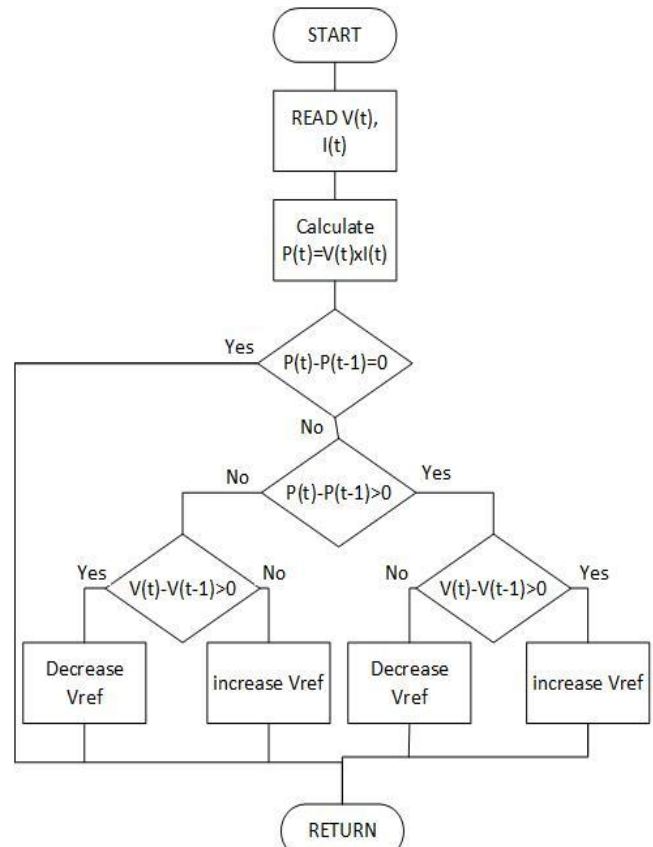 START
READ V(t),
I(t)
Calculate
P(t)=V(t)xI(t)
Yes
P(t)-P(t-1)=0
No
No
P(t)-P(t-1)>0
Yes
Yes
V(t)-V(t-1)>0
No
No
V(t)-V(t-1)>0
Yes
Decrease
Vref
increase Vref
Decrease
Vref
increase Vref
RETURN